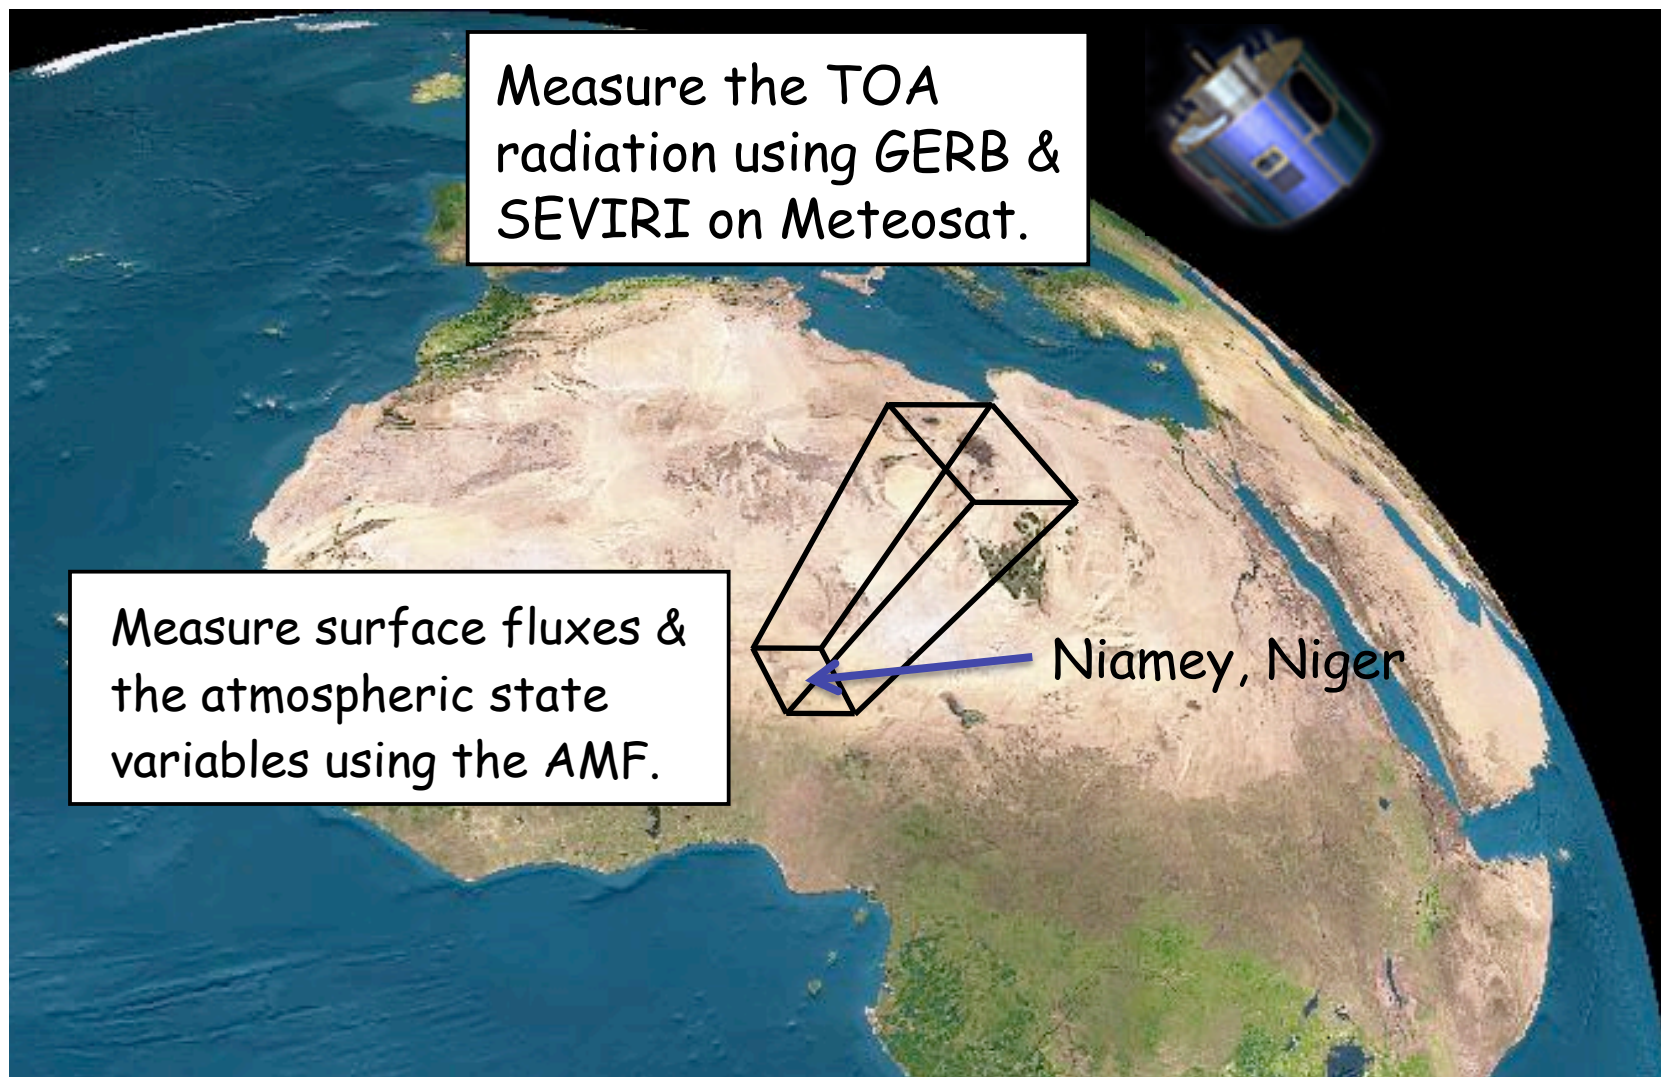 Measure the TOA
radiation using GERB &
SEVIRI on Meteosat.
Measure surface fluxes &
the atmospheric state
variables using the AMF.
Niamey, Niger